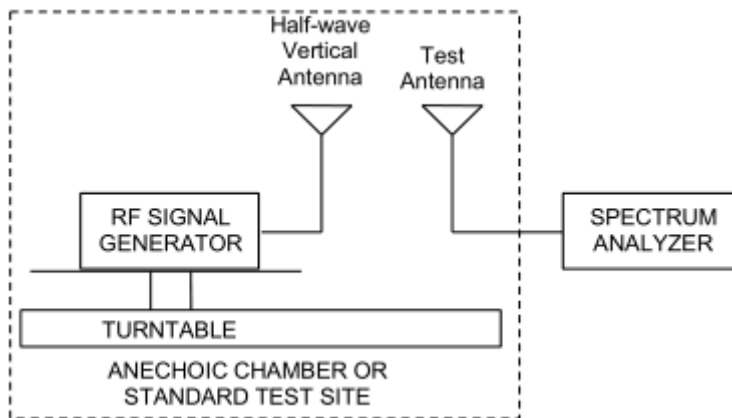 Half-wave
Vertical
Antenna
Test
Antenna
RF SIGNAL
GENERATOR
SPECTRUM
ANALYZER
TURNTABLE
ANECHOIC CHAMBER OR
STANDARD TEST SITE